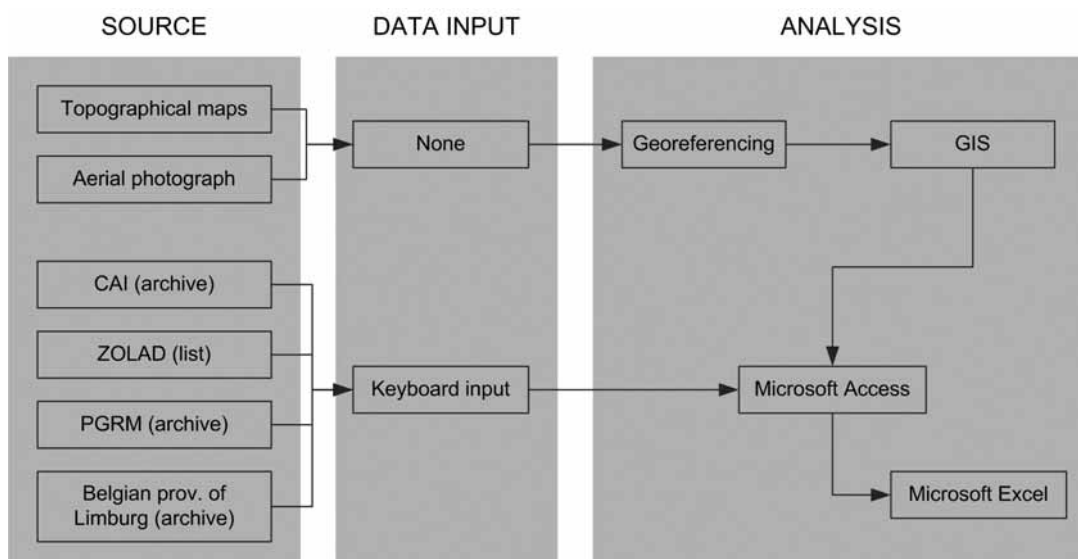 SOURCE
DATA INPUT
ANALYSIS
Topographical maps
Aerial photograph
None
Georeferencing
GIS
CAI (archive)
ZOLAD (list)
PGRM (archive)
Belgian prov. of
Limburg (archive)
Keyboard input
Microsoft Access
Microsoft Excel